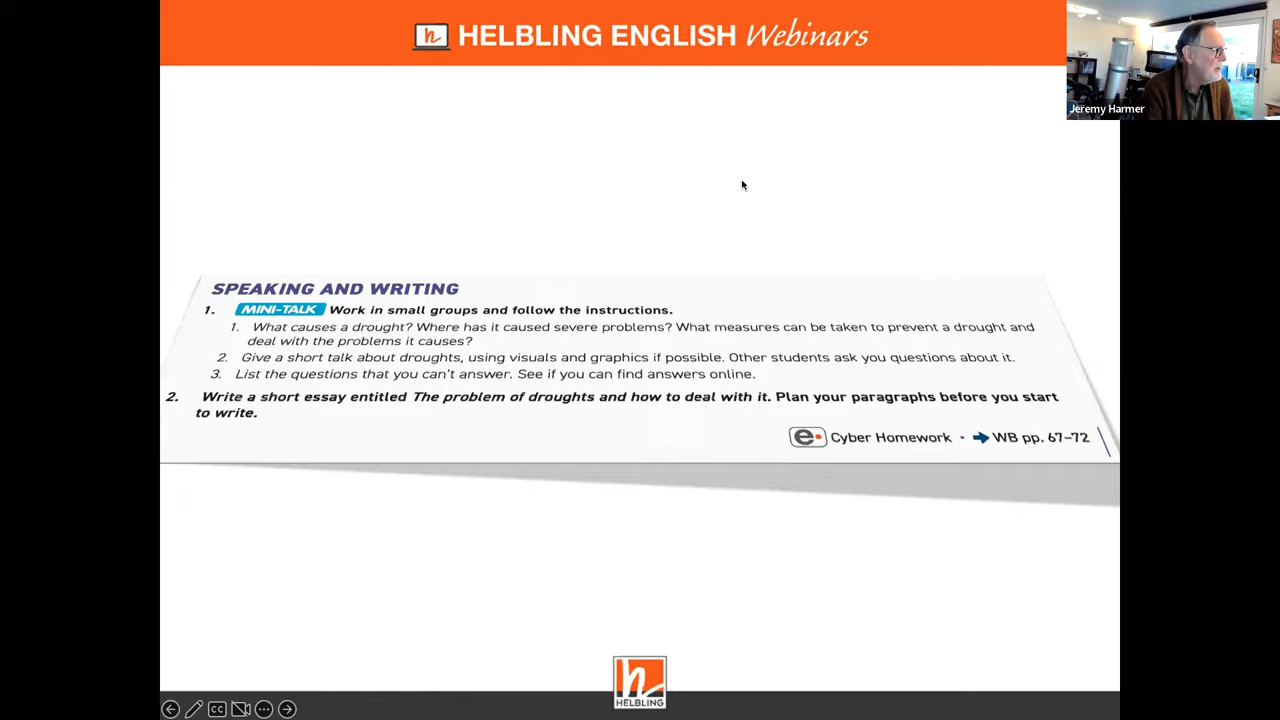 HELBLING ENGLISH Webinars
Jeremy Harmer
SPEAKING AND WRITING
1. MINI-TALK Work in small groups and follow the instructions.
1. What causes a drought? Where has it caused severe problems? What measures can be taken to prevent a drought and
deal with the problems it causes?
2. Give a short talk about droughts, using visuals and graphics if possible. Other students ask you questions about it.
3. List the questions that you can't answer. See if you can find answers online.
2. Write a short essay entitled The problem of droughts and how to deal with it. Plan your paragraphs before you start
to write.
e Cyber Homework • WB pp. 67–72
h
HELBLING
CC